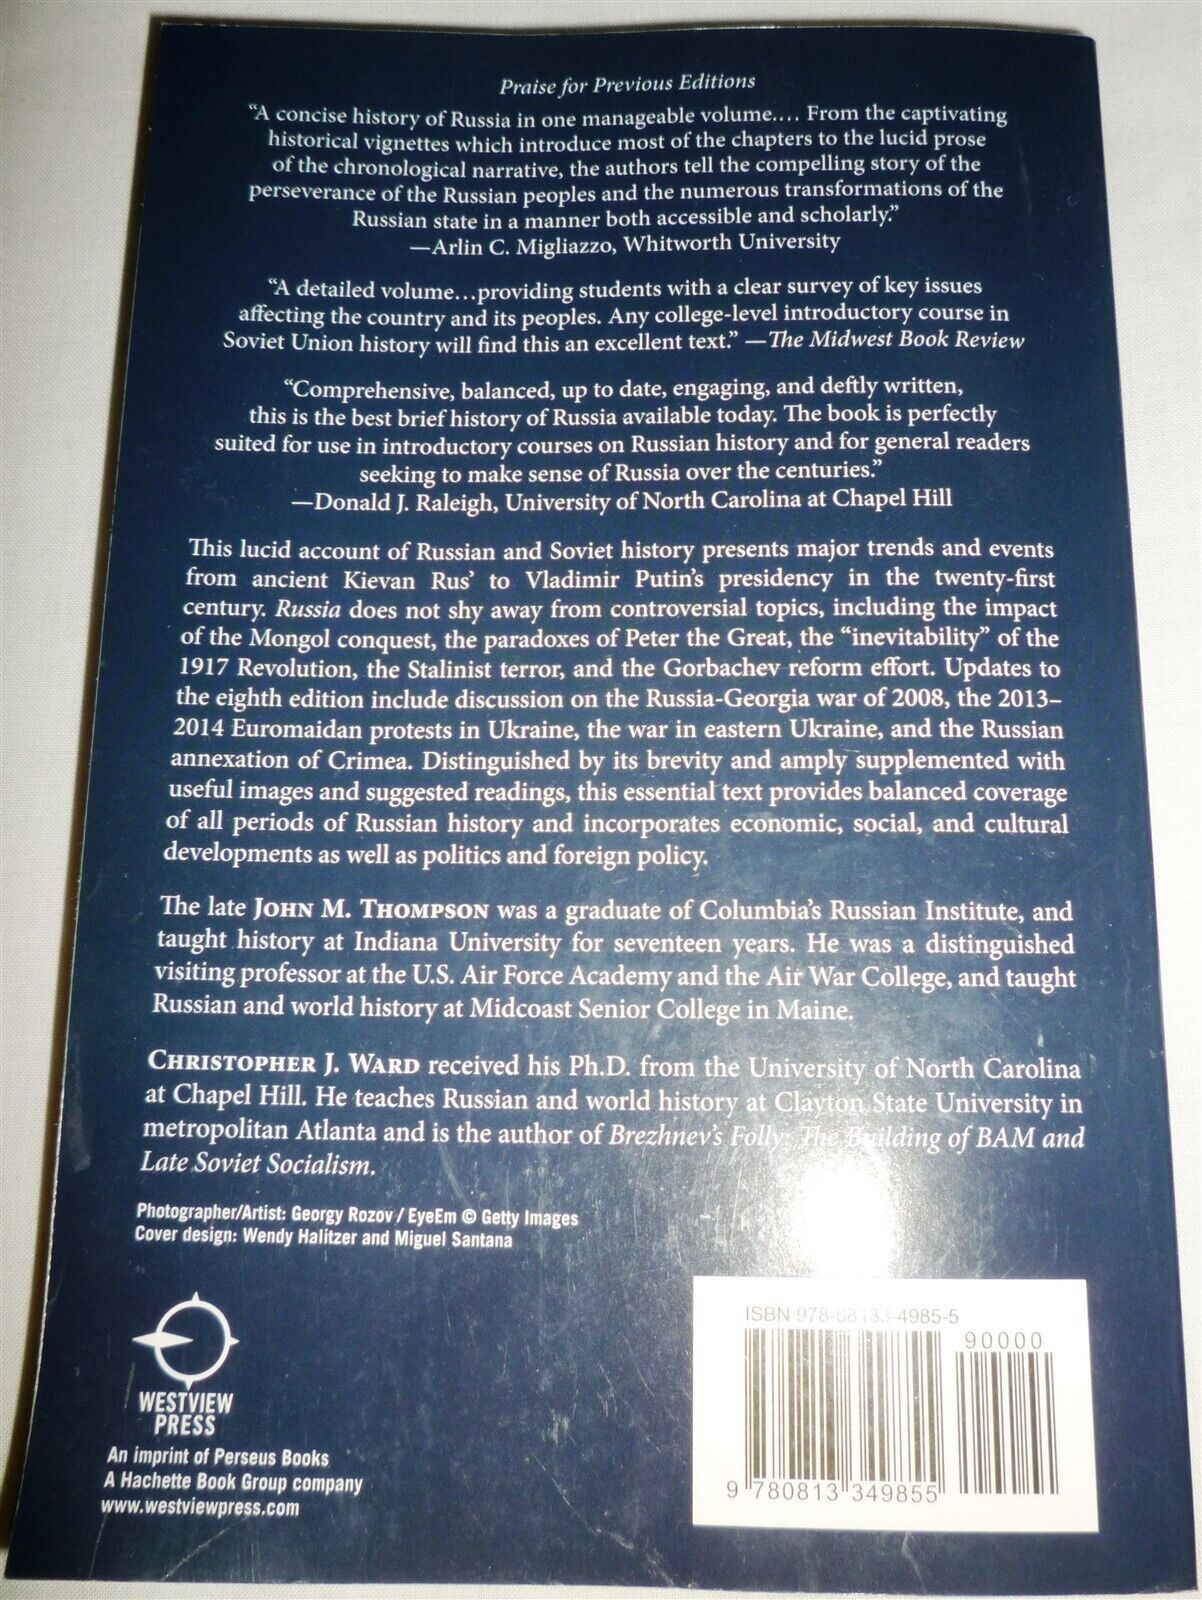 Praise for Previous Editions
“A concise history of Russia in one manageable volume.… From the captivating
historical vignettes which introduce most of the chapters to the lucid prose
of the chronological narrative, the authors tell the compelling story of the
perseverance of the Russian peoples and the numerous transformations of the
Russian state in a manner both accessible and scholarly.”
—Arlin C. Migliazzo, Whitworth University
“A detailed volume…providing students with a clear survey of key issues
affecting the country and its peoples. Any college-level introductory course in
Soviet Union history will find this an excellent text.” —The Midwest Book Review
“Comprehensive, balanced, up to date, engaging, and deftly written,
this is the best brief history of Russia available today. The book is perfectly
suited for use in introductory courses on Russian history and for general readers
seeking to make sense of Russia over the centuries.”
—Donald J. Raleigh, University of North Carolina at Chapel Hill
This lucid account of Russian and Soviet history presents major trends and events
from ancient Kievan Rus’ to Vladimir Putin’s presidency in the twenty-first
century. Russia does not shy away from controversial topics, including the impact
of the Mongol conquest, the paradoxes of Peter the Great, the “inevitability” of the
1917 Revolution, the Stalinist terror, and the Gorbachev reform effort. Updates to
the eighth edition include discussion on the Russia-Georgia war of 2008, the 2013–
2014 Euromaidan protests in Ukraine, the war in eastern Ukraine, and the Russian
annexation of Crimea. Distinguished by its brevity and amply supplemented with
useful images and suggested readings, this essential text provides balanced coverage
of all periods of Russian history and incorporates economic, social, and cultural
developments as well as politics and foreign policy.
The late JOHN M. THOMPSON was a graduate of Columbia’s Russian Institute, and
taught history at Indiana University for seventeen years. He was a distinguished
visiting professor at the U.S. Air Force Academy and the Air War College, and taught
Russian and world history at Midcoast Senior College in Maine.
CHRISTOPHER J. WARD received his Ph.D. from the University of North Carolina
at Chapel Hill. He teaches Russian and world history at Clayton State University in
metropolitan Atlanta and is the author of Brezhnev’s Folly: The Building of BAM and
Late Soviet Socialism.
Photographer/Artist: Georgy Rozov / EyeEm © Getty Images
Cover design: Wendy Halitzer and Miguel Santana
WESTVIEW
PRESS
An imprint of Perseus Books
A Hachette Book Group company
www.westviewpress.com
ISBN 978-08133-4985-5
90000
9 780813 349855